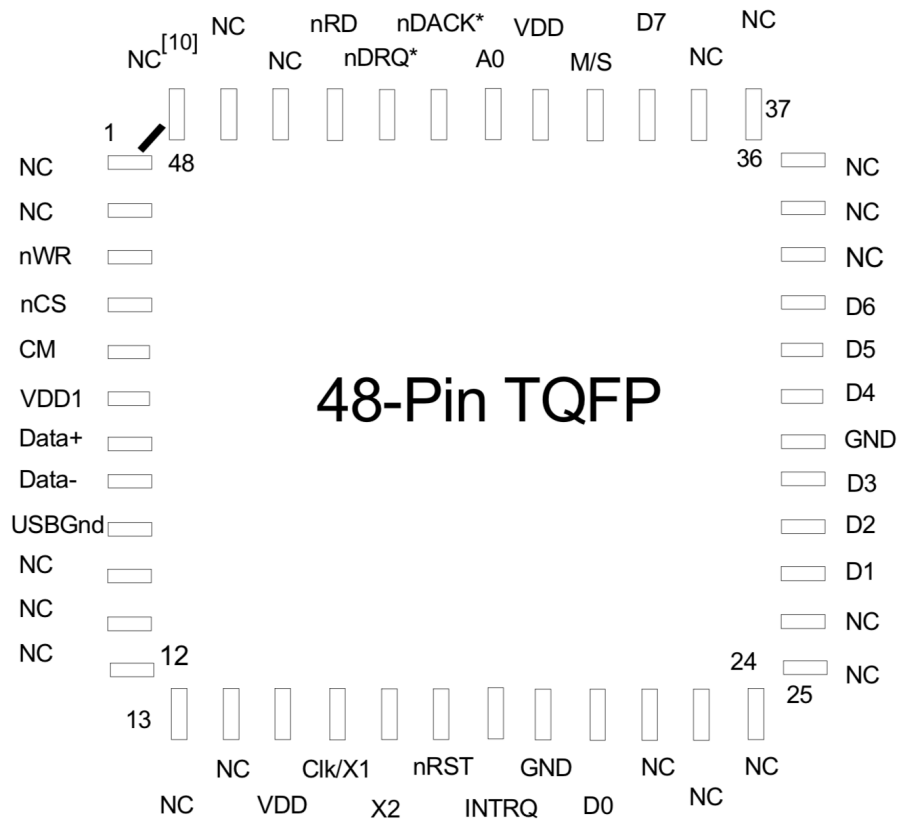 NC nRD nDACK* VDD D7 NC
NC[10] NC nDRQ* A0 M/S NC
37
1
48 36
NC NC
NC NC
nWR NC
nCS D6
CM D5
VDD1 D4
48-Pin TQFP
Data+ GND
Data- D3
USBGnd D2
NC D1
NC NC
NC NC
12 24
13 25
NC Clk/X1 nRST GND NC NC
NC VDD X2 INTRQ D0 NC